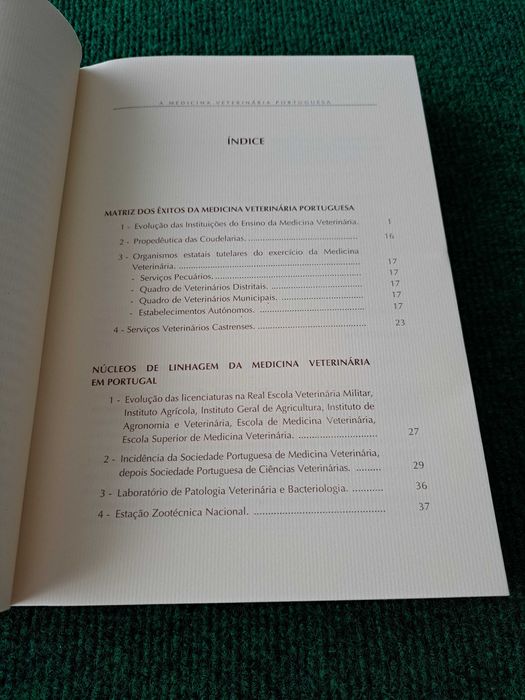 A MEDICINA VETERINÁRIA PORTUGUESA
ÍNDICE
MATRIZ DOS ÊXITOS DA MEDICINA VETERINÁRIA PORTUGUESA
1 - Evolução das Instituições do Ensino da Medicina Veterinária. 1
2 - Propedêutica das Coudelarias. ........................................ 16
3 - Organismos estatais tutelares do exercício da Medicina
Veterinária. ................................................................ 17
- Serviços Pecuários. .................................................. 17
- Quadro de Veterinários Distritais. .............................. 17
- Quadro de Veterinários Municipais. ........................... 17
- Estabelecimentos Autónomos. ................................... 17
4 - Serviços Veterinários Castrenses. ................................... 23
NÚCLEOS DE LINHAGEM DA MEDICINA VETERINÁRIA
EM PORTUGAL
1 - Evolução das licenciaturas na Real Escola Veterinária Militar,
Instituto Agrícola, Instituto Geral de Agricultura, Instituto de
Agronomia e Veterinária, Escola de Medicina Veterinária,
Escola Superior de Medicina Veterinária. ......................... 27
2 - Incidência da Sociedade Portuguesa de Medicina Veterinária,
depois Sociedade Portuguesa de Ciências Veterinárias. ......... 29
3 - Laboratório de Patologia Veterinária e Bacteriologia. ........... 36
4 - Estação Zootécnica Nacional. .......................................... 37